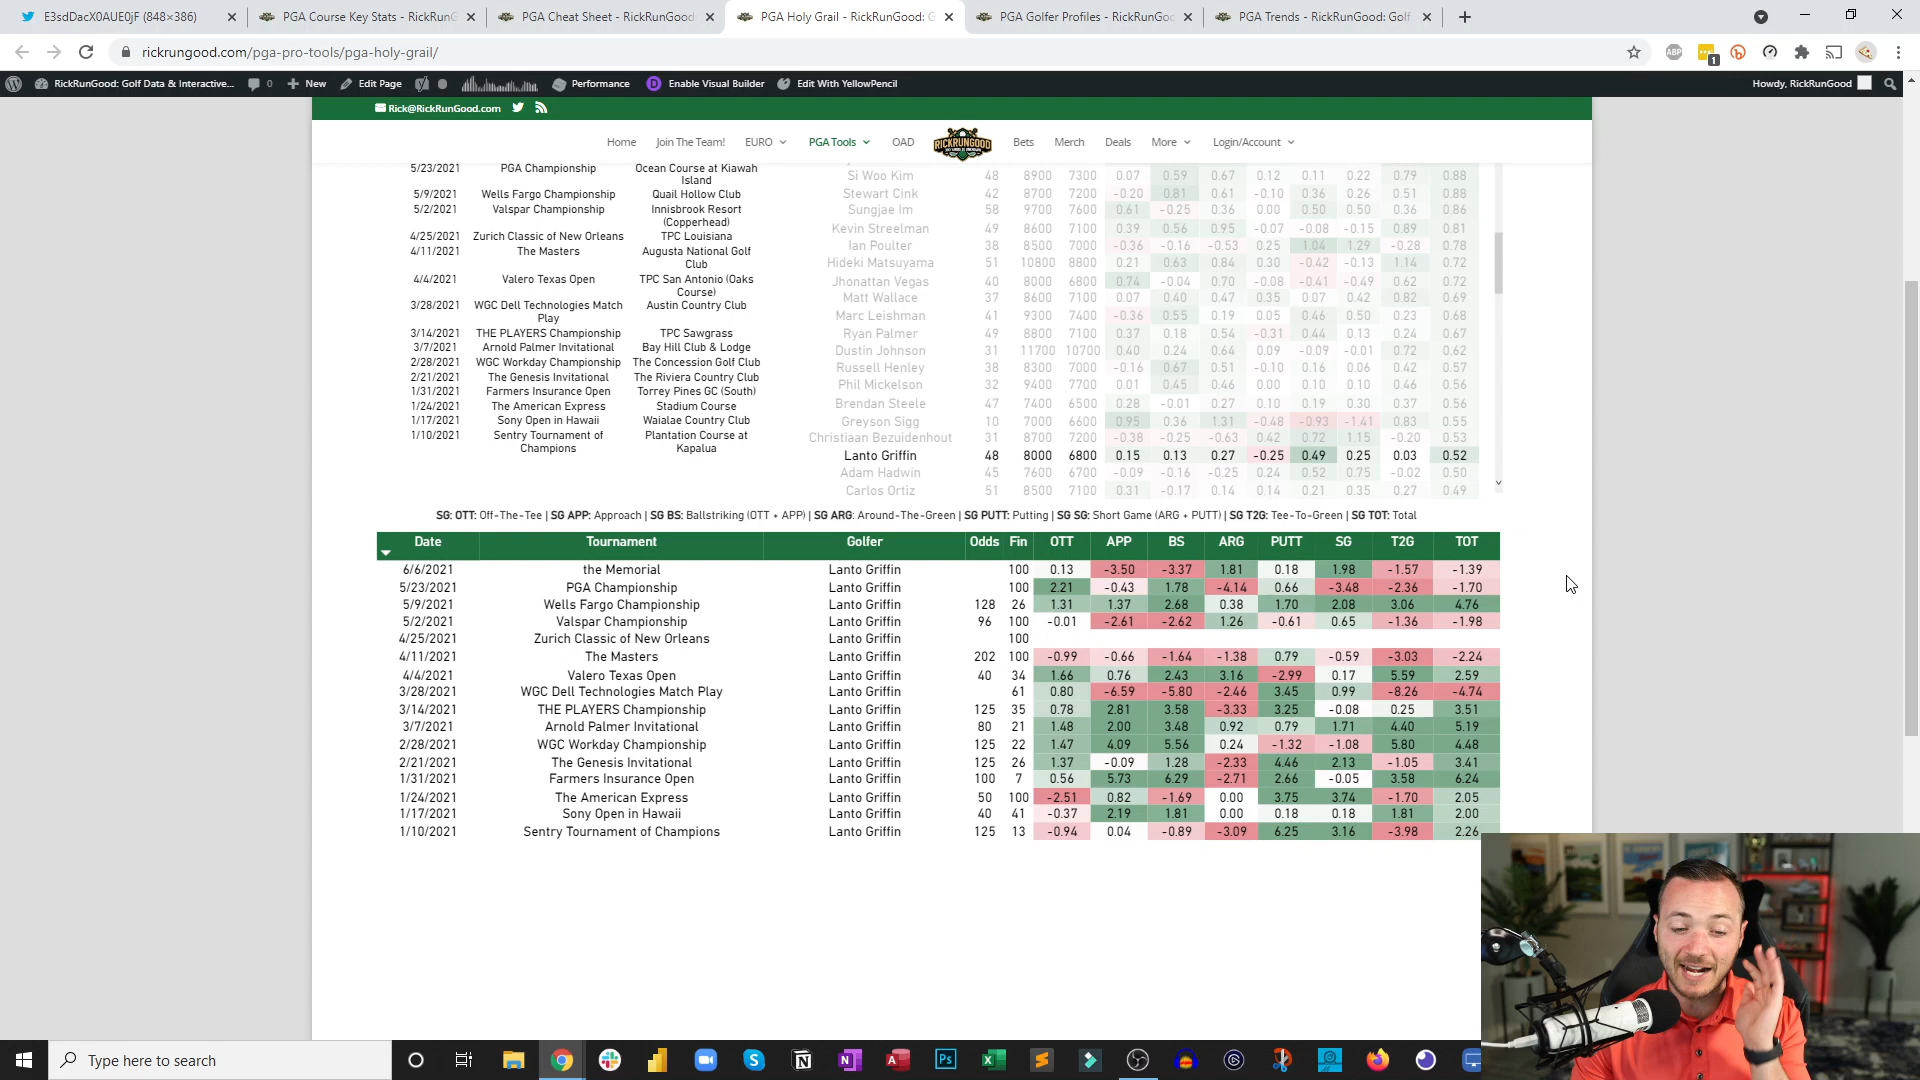 E3sdDacX0AUE0jF (848×386)
PGA Course Key Stats - RickRunG
PGA Cheat Sheet - RickRunGood
PGA Holy Grail - RickRunGood: G
PGA Golfer Profiles - RickRunGo
PGA Trends - RickRunGood: Golf
rickrungood.com/pga-pro-tools/pga-holy-grail/
ABP
1
RickRunGood: Golf Data & Interactive... 0 New Edit Page Performance Enable Visual Builder Edit With YellowPencil Howdy, RickRunGood
Rick@RickRunGood.com
Home Join The Team! EURO PGA Tools OAD RICKRUNGOOD Bets Merch Deals More Login/Account
5/23/2021 PGA Championship Ocean Course at Kiawah Island
5/9/2021 Wells Fargo Championship Quail Hollow Club
5/2/2021 Valspar Championship Innisbrook Resort (Copperhead)
4/25/2021 Zurich Classic of New Orleans TPC Louisiana
4/11/2021 The Masters Augusta National Golf Club
4/4/2021 Valero Texas Open TPC San Antonio (Oaks Course)
3/28/2021 WGC Dell Technologies Match Play Austin Country Club
3/14/2021 THE PLAYERS Championship TPC Sawgrass
3/7/2021 Arnold Palmer Invitational Bay Hill Club & Lodge
2/28/2021 WGC Workday Championship The Concession Golf Club
2/21/2021 The Genesis Invitational The Riviera Country Club
1/31/2021 Farmers Insurance Open Torrey Pines GC (South)
1/24/2021 The American Express Stadium Course
1/17/2021 Sony Open in Hawaii Waialae Country Club
1/10/2021 Sentry Tournament of Champions Plantation Course at Kapalua
Si Woo Kim 48 8900 7300 0.07 0.59 0.67 0.12 0.11 0.22 0.79 0.88
Stewart Cink 42 8700 7200 -0.20 0.81 0.61 -0.10 0.36 0.26 0.51 0.88
Sungjae Im 58 9700 7600 0.61 -0.25 0.36 0.00 0.50 0.50 0.36 0.86
Kevin Streelman 49 8600 7100 0.39 0.56 0.95 -0.07 -0.08 -0.15 0.89 0.81
Ian Poulter 38 8500 7000 -0.36 -0.16 -0.53 0.25 1.04 1.29 -0.28 0.78
Hideki Matsuyama 51 10800 8800 0.21 0.63 0.84 0.30 -0.42 -0.13 1.14 0.72
Jhonattan Vegas 40 8000 6800 0.74 -0.04 0.70 -0.08 -0.41 -0.49 0.62 0.72
Matt Wallace 37 8600 7100 0.07 0.40 0.47 0.35 0.07 0.42 0.82 0.69
Marc Leishman 41 9300 7400 -0.36 0.55 0.19 0.05 0.46 0.50 0.23 0.68
Ryan Palmer 49 8800 7100 0.37 0.18 0.54 -0.31 0.44 0.13 0.24 0.67
Dustin Johnson 31 11700 10700 0.40 0.24 0.64 0.09 -0.09 -0.01 0.72 0.62
Russell Henley 38 8300 7000 -0.16 0.67 0.51 -0.10 0.16 0.06 0.42 0.57
Phil Mickelson 32 9400 7700 0.01 0.45 0.46 0.00 0.10 0.10 0.46 0.56
Brendan Steele 47 7400 6500 0.28 -0.01 0.27 0.10 0.19 0.30 0.37 0.56
Greyson Sigg 10 7000 6600 0.95 0.36 1.31 -0.48 -0.93 -1.41 0.83 0.55
Christiaan Bezuidenhout 31 8700 7200 -0.38 -0.25 -0.63 0.42 0.72 1.15 -0.20 0.53
Lanto Griffin 48 8000 6800 0.15 0.13 0.27 -0.25 0.49 0.25 0.03 0.52
Adam Hadwin 45 7600 6700 -0.09 -0.16 -0.25 0.24 0.52 0.75 -0.02 0.50
Carlos Ortiz 51 8500 7100 0.31 -0.17 0.14 0.14 0.21 0.35 0.27 0.49
SG: OTT: Off-The-Tee | SG APP: Approach | SG BS: Ballstriking (OTT + APP) | SG ARG: Around-The-Green | SG PUTT: Putting | SG SG: Short Game (ARG + PUTT) | SG T2G: Tee-To-Green | SG TOT: Total
Date Tournament Golfer Odds Fin OTT APP BS ARG PUTT SG T2G TOT
6/6/2021 the Memorial Lanto Griffin 100 0.13 -3.50 -3.37 1.81 0.18 1.98 -1.57 -1.39
5/23/2021 PGA Championship Lanto Griffin 100 2.21 -0.43 1.78 -4.14 0.66 -3.48 -2.36 -1.70
5/9/2021 Wells Fargo Championship Lanto Griffin 128 26 1.31 1.37 2.68 0.38 1.70 2.08 3.06 4.76
5/2/2021 Valspar Championship Lanto Griffin 96 100 -0.01 -2.61 -2.62 1.26 -0.61 0.65 -1.36 -1.98
4/25/2021 Zurich Classic of New Orleans Lanto Griffin 100
4/11/2021 The Masters Lanto Griffin 202 100 -0.99 -0.66 -1.64 -1.38 0.79 -0.59 -3.03 -2.24
4/4/2021 Valero Texas Open Lanto Griffin 40 34 1.66 0.76 2.43 3.16 -2.99 0.17 5.59 2.59
3/28/2021 WGC Dell Technologies Match Play Lanto Griffin 61 0.80 -6.59 -5.80 -2.46 3.45 0.99 -8.26 -4.74
3/14/2021 THE PLAYERS Championship Lanto Griffin 125 35 0.78 2.81 3.58 -3.33 3.25 -0.08 0.25 3.51
3/7/2021 Arnold Palmer Invitational Lanto Griffin 80 21 1.48 2.00 3.48 0.92 0.79 1.71 4.40 5.19
2/28/2021 WGC Workday Championship Lanto Griffin 125 22 1.47 4.09 5.56 0.24 -1.32 -1.08 5.80 4.48
2/21/2021 The Genesis Invitational Lanto Griffin 125 26 1.37 -0.09 1.28 -2.33 4.46 2.13 -1.05 3.41
1/31/2021 Farmers Insurance Open Lanto Griffin 100 7 0.56 5.73 6.29 -2.71 2.66 -0.05 3.58 6.24
1/24/2021 The American Express Lanto Griffin 50 100 -2.51 0.82 -1.69 0.00 3.75 3.74 -1.70 2.05
1/17/2021 Sony Open in Hawaii Lanto Griffin 40 41 -0.37 2.19 1.81 0.00 0.18 0.18 1.81 2.00
1/10/2021 Sentry Tournament of Champions Lanto Griffin 125 13 -0.94 0.04 -0.89 -3.09 6.25 3.16 -3.98 2.26
Type here to search